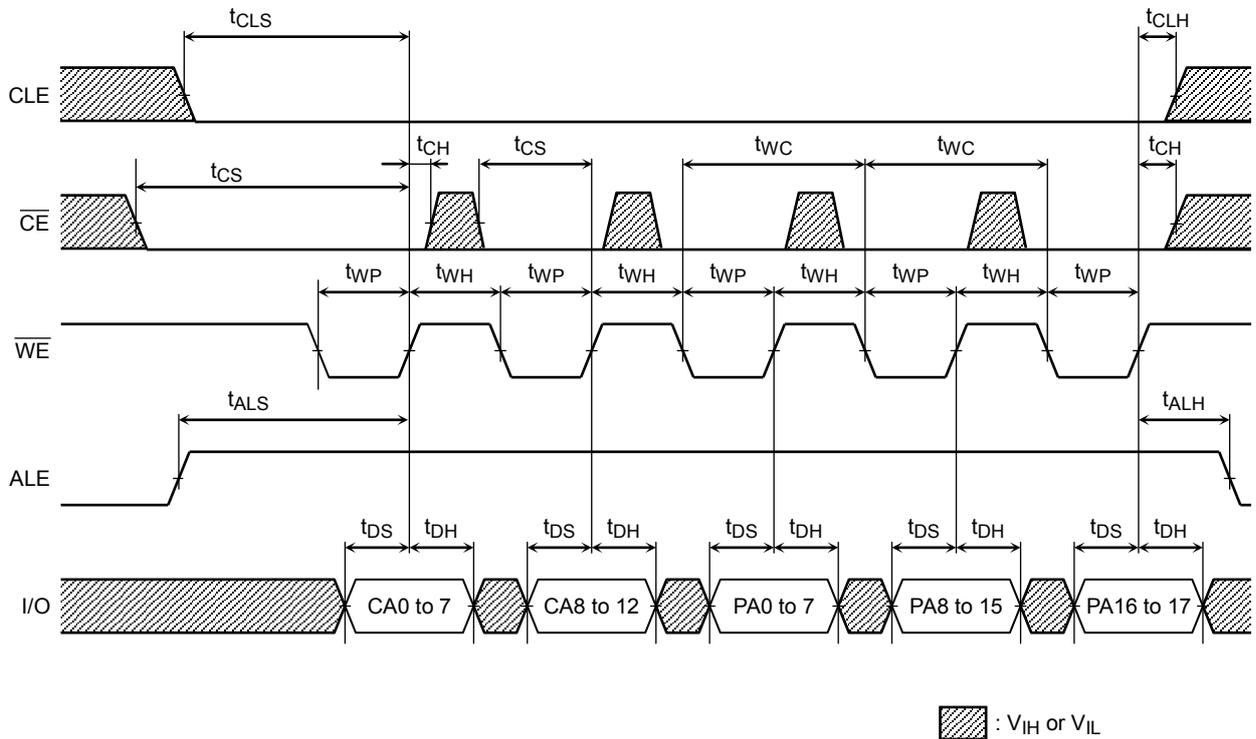 tCLS tCLH
CLE
tCH tCS tWC tWC tCH
tCS
CE
tWP tWH tWP tWH tWP tWH tWP tWH tWP
WE
tALS tALH
ALE
tDS tDH tDS tDH tDS tDH tDS tDH tDS tDH
I/O CA0 to 7 CA8 to 12 PA0 to 7 PA8 to 15 PA16 to 17
: VIH or VIL